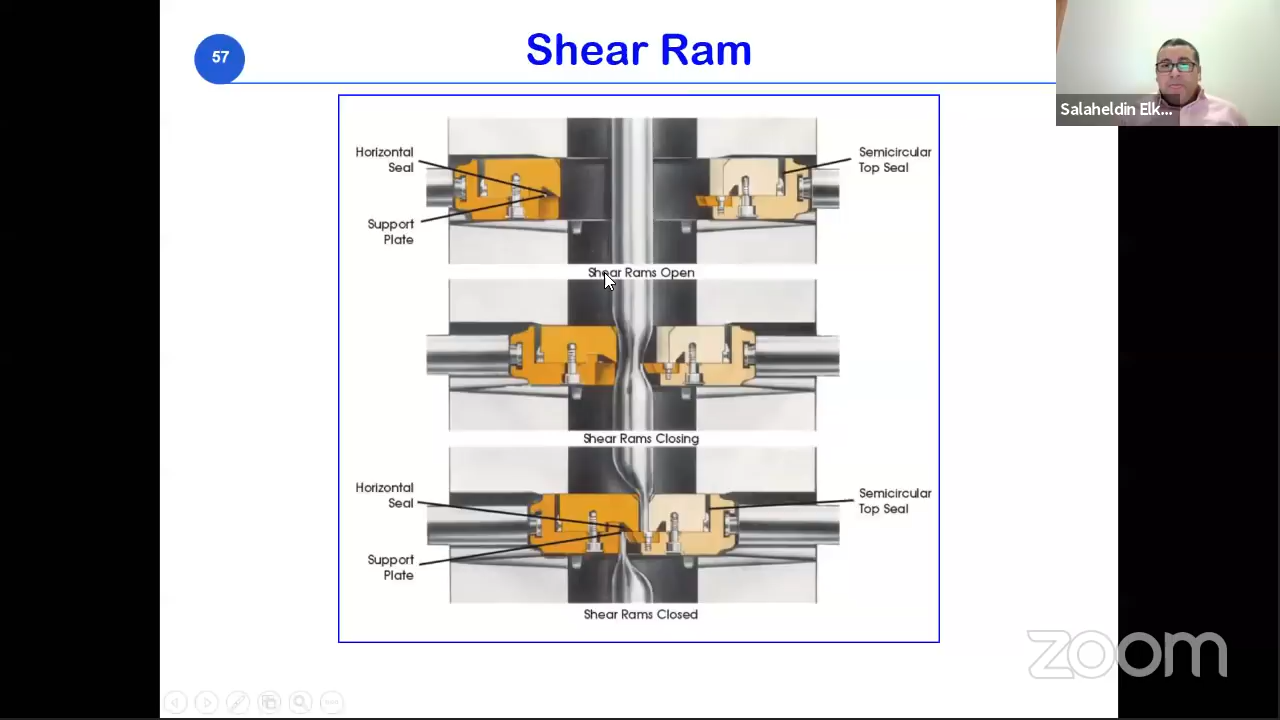 57
Shear Ram
Salaheldin Elk...
Horizontal
Seal
Semicircular
Top Seal
Support
Plate
Shear Rams Open
Shear Rams Closing
Horizontal
Seal
Semicircular
Top Seal
Support
Plate
Shear Rams Closed
zoom